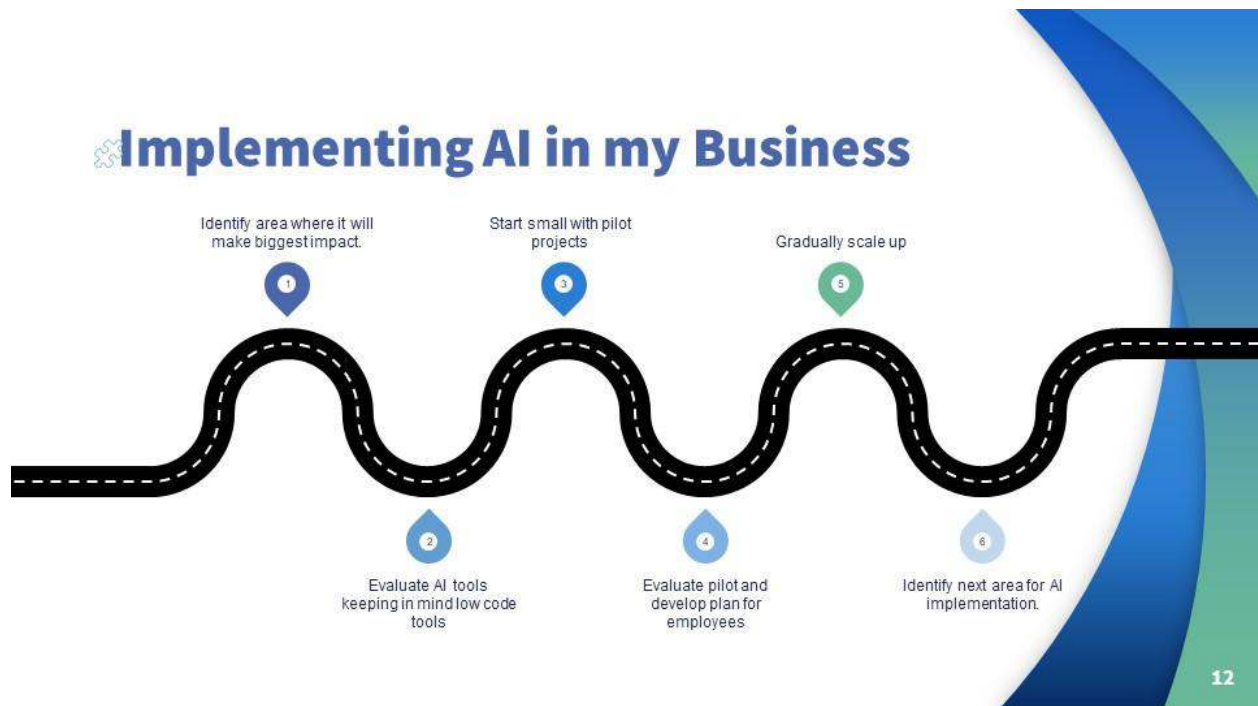 Implementing AI in my Business
Identify area where it will
make biggest impact.
1
Evaluate AI tools
keeping in mind low code
tools
2
Start small with pilot
projects
3
Evaluate pilot and
develop plan for
employees
4
Gradually scale up
5
Identify next area for AI
implementation.
6
12